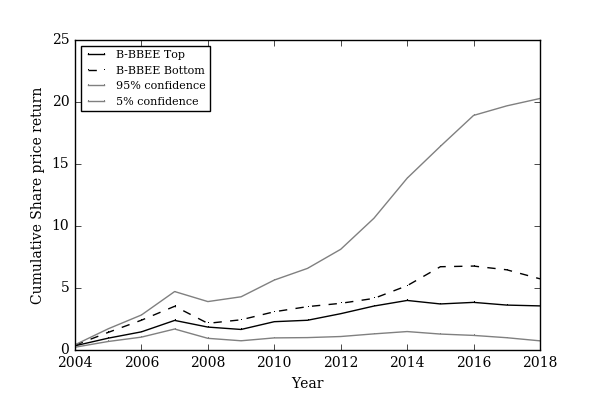 25
20
15
10
5
0
Cumulative Share price return
B-BBEE Top
B-BBEE Bottom
95% confidence
5% confidence
2004 2006 2008 2010 2012 2014 2016 2018
Year